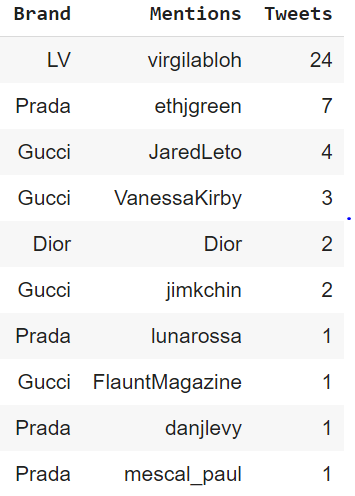 Brand Mentions Tweets
LV virgilabloh 24
Prada ethjgreen 7
Gucci JaredLeto 4
Gucci VanessaKirby 3
Dior Dior 2
Gucci jimkchin 2
Prada lunarossa 1
Gucci FlauntMagazine 1
Prada danjlevy 1
Prada mescal_paul 1